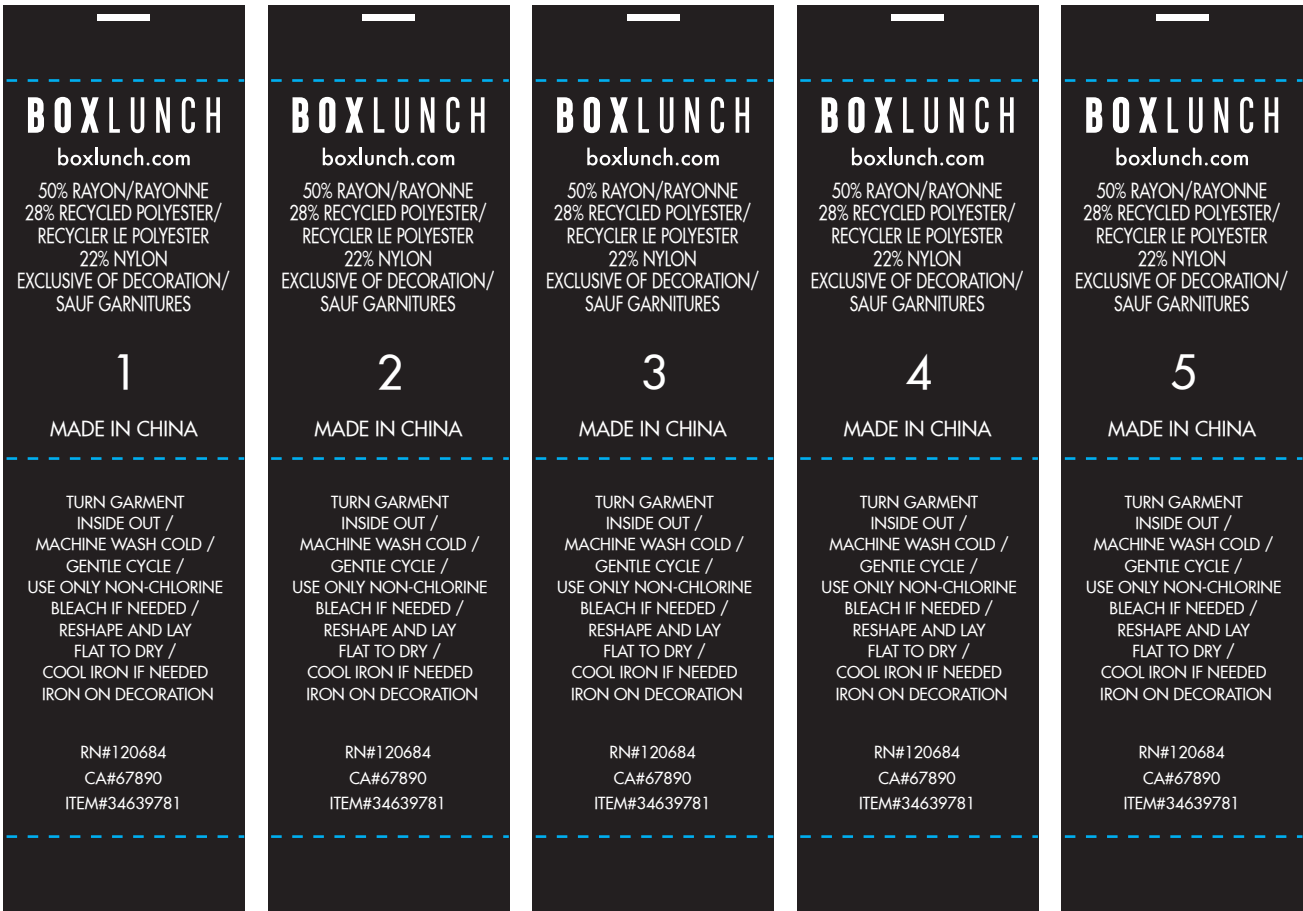 BOXLUNCH
boxlunch.com
50% RAYON/RAYONNE
28% RECYCLED POLYESTER/
RECYCLER LE POLYESTER
22% NYLON
EXCLUSIVE OF DECORATION/
SAUF GARNITURES
1
MADE IN CHINA
TURN GARMENT
INSIDE OUT /
MACHINE WASH COLD /
GENTLE CYCLE /
USE ONLY NON-CHLORINE
BLEACH IF NEEDED /
RESHAPE AND LAY
FLAT TO DRY /
COOL IRON IF NEEDED
IRON ON DECORATION
RN#120684
CA#67890
ITEM#34639781
BOXLUNCH
boxlunch.com
50% RAYON/RAYONNE
28% RECYCLED POLYESTER/
RECYCLER LE POLYESTER
22% NYLON
EXCLUSIVE OF DECORATION/
SAUF GARNITURES
2
MADE IN CHINA
TURN GARMENT
INSIDE OUT /
MACHINE WASH COLD /
GENTLE CYCLE /
USE ONLY NON-CHLORINE
BLEACH IF NEEDED /
RESHAPE AND LAY
FLAT TO DRY /
COOL IRON IF NEEDED
IRON ON DECORATION
RN#120684
CA#67890
ITEM#34639781
BOXLUNCH
boxlunch.com
50% RAYON/RAYONNE
28% RECYCLED POLYESTER/
RECYCLER LE POLYESTER
22% NYLON
EXCLUSIVE OF DECORATION/
SAUF GARNITURES
3
MADE IN CHINA
TURN GARMENT
INSIDE OUT /
MACHINE WASH COLD /
GENTLE CYCLE /
USE ONLY NON-CHLORINE
BLEACH IF NEEDED /
RESHAPE AND LAY
FLAT TO DRY /
COOL IRON IF NEEDED
IRON ON DECORATION
RN#120684
CA#67890
ITEM#34639781
BOXLUNCH
boxlunch.com
50% RAYON/RAYONNE
28% RECYCLED POLYESTER/
RECYCLER LE POLYESTER
22% NYLON
EXCLUSIVE OF DECORATION/
SAUF GARNITURES
4
MADE IN CHINA
TURN GARMENT
INSIDE OUT /
MACHINE WASH COLD /
GENTLE CYCLE /
USE ONLY NON-CHLORINE
BLEACH IF NEEDED /
RESHAPE AND LAY
FLAT TO DRY /
COOL IRON IF NEEDED
IRON ON DECORATION
RN#120684
CA#67890
ITEM#34639781
BOXLUNCH
boxlunch.com
50% RAYON/RAYONNE
28% RECYCLED POLYESTER/
RECYCLER LE POLYESTER
22% NYLON
EXCLUSIVE OF DECORATION/
SAUF GARNITURES
5
MADE IN CHINA
TURN GARMENT
INSIDE OUT /
MACHINE WASH COLD /
GENTLE CYCLE /
USE ONLY NON-CHLORINE
BLEACH IF NEEDED /
RESHAPE AND LAY
FLAT TO DRY /
COOL IRON IF NEEDED
IRON ON DECORATION
RN#120684
CA#67890
ITEM#34639781